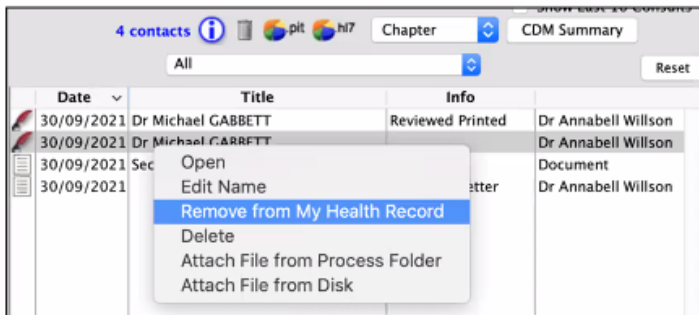 Show Last 10 Consults
4 contacts pit hl7 Chapter CDM Summary
All Reset
Date Title Info
30/09/2021 Dr Michael GABBETT Reviewed Printed Dr Annabell Willson
30/09/2021 Dr Michael GABBETT Dr Annabell Willson
30/09/2021 Sec Document
30/09/2021 etter Dr Annabell Willson
Open
Edit Name
Remove from My Health Record
Delete
Attach File from Process Folder
Attach File from Disk